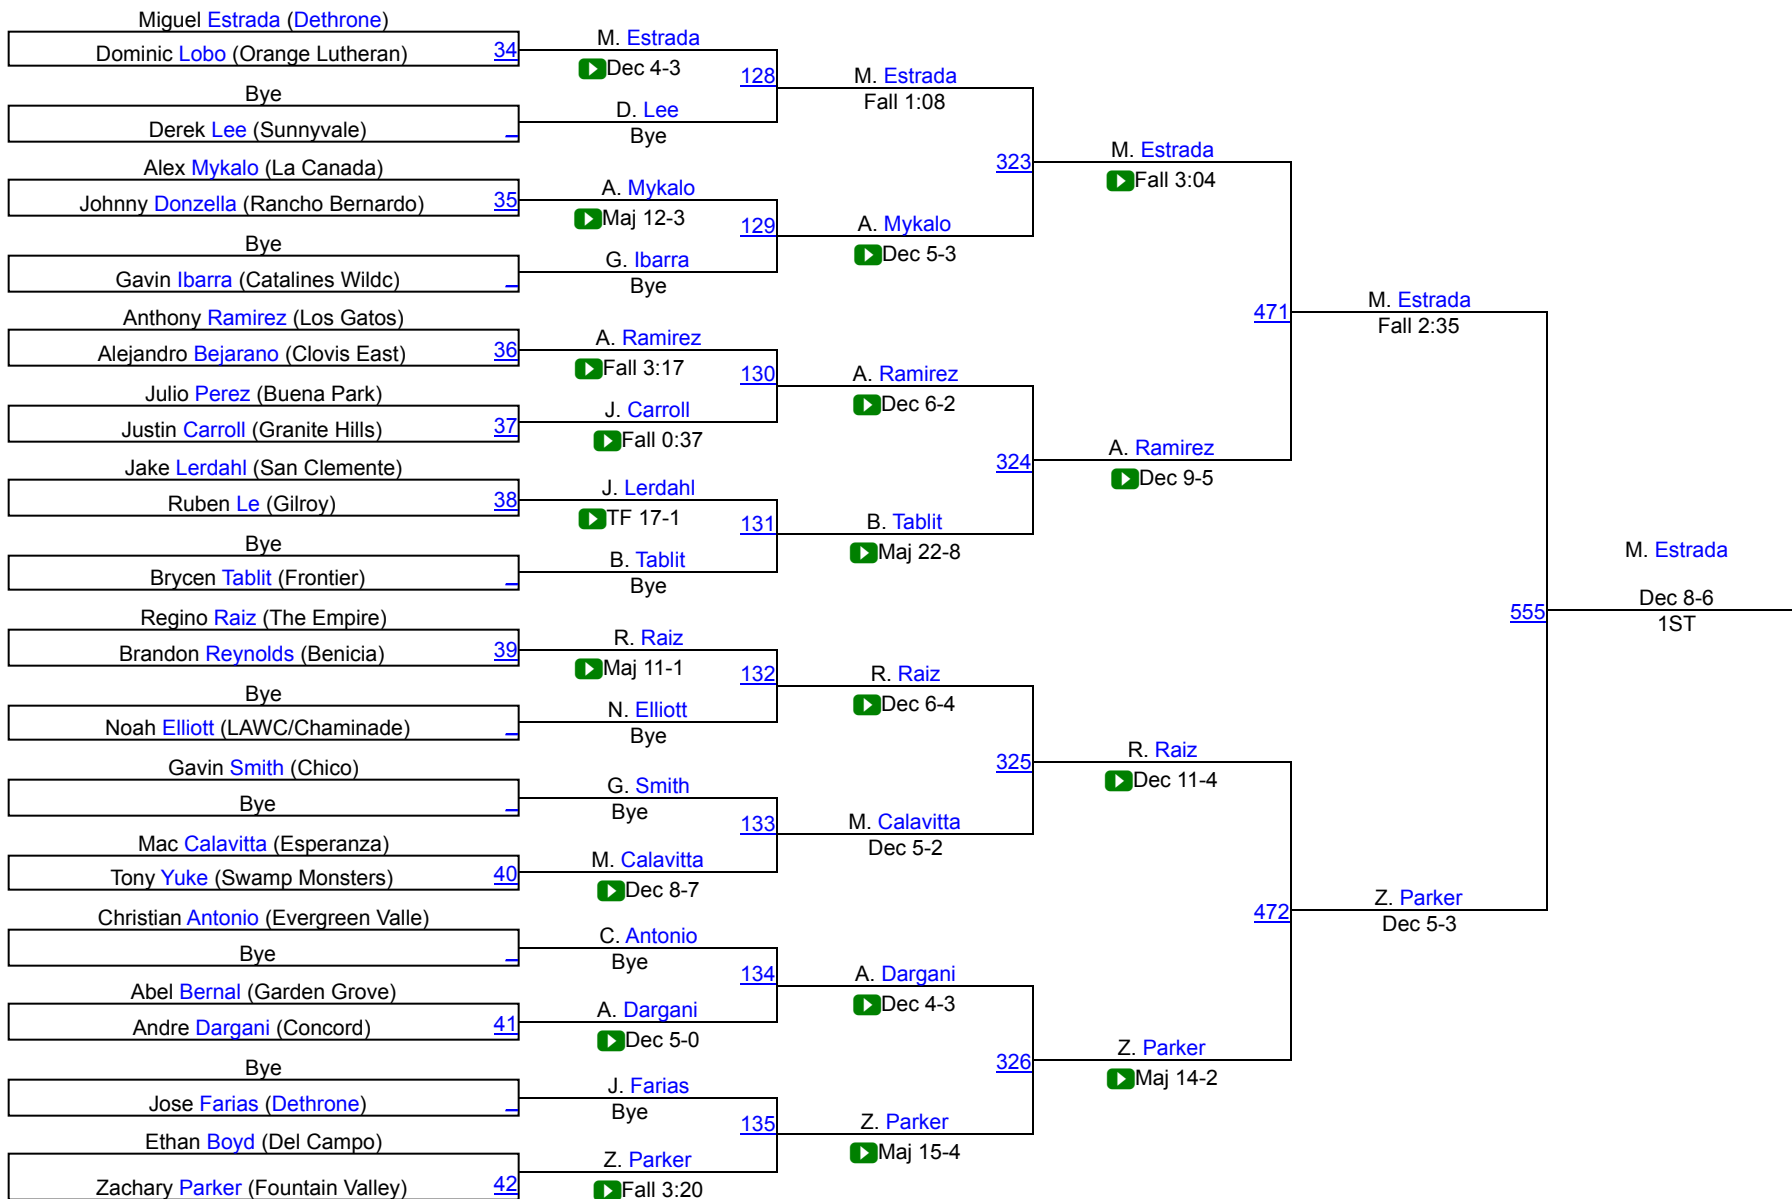 Miguel Estrada (Dethrone)
Dominic Lobo (Orange Lutheran) 34
Bye
Derek Lee (Sunnyvale)
Alex Mykalo (La Canada)
Johnny Donzella (Rancho Bernardo) 35
Bye
Gavin Ibarra (Catalines Wildc)
Anthony Ramirez (Los Gatos)
Alejandro Bejarano (Clovis East) 36
Julio Perez (Buena Park)
Justin Carroll (Granite Hills) 37
Jake Lerdahl (San Clemente)
Ruben Le (Gilroy) 38
Bye
Brycen Tablit (Frontier)
Regino Raiz (The Empire)
Brandon Reynolds (Benicia) 39
Bye
Noah Elliott (LAWC/Chaminade)
Gavin Smith (Chico)
Bye
Mac Calavitta (Esperanza)
Tony Yuke (Swamp Monsters) 40
Christian Antonio (Evergreen Valle)
Bye
Abel Bernal (Garden Grove)
Andre Dargani (Concord) 41
Bye
Jose Farias (Dethrone)
Ethan Boyd (Del Campo)
Zachary Parker (Fountain Valley) 42
M. Estrada
Dec 4-3
128
D. Lee
Bye
A. Mykalo
Maj 12-3
129
G. Ibarra
Bye
A. Ramirez
Fall 3:17
130
J. Carroll
Fall 0:37
J. Lerdahl
TF 17-1
131
B. Tablit
Bye
R. Raiz
Maj 11-1
132
N. Elliott
Bye
G. Smith
Bye
133
M. Calavitta
Dec 8-7
C. Antonio
Bye
134
A. Dargani
Dec 5-0
J. Farias
Bye
135
Z. Parker
Fall 3:20
M. Estrada
Fall 1:08
323
A. Mykalo
Dec 5-3
A. Ramirez
Dec 6-2
324
B. Tablit
Maj 22-8
R. Raiz
Dec 6-4
325
M. Calavitta
Dec 5-2
A. Dargani
Dec 4-3
326
Z. Parker
Maj 15-4
M. Estrada
Fall 3:04
471
A. Ramirez
Dec 9-5
R. Raiz
Dec 11-4
472
Z. Parker
Maj 14-2
M. Estrada
Fall 2:35
555
Z. Parker
Dec 5-3
M. Estrada
Dec 8-6
1ST